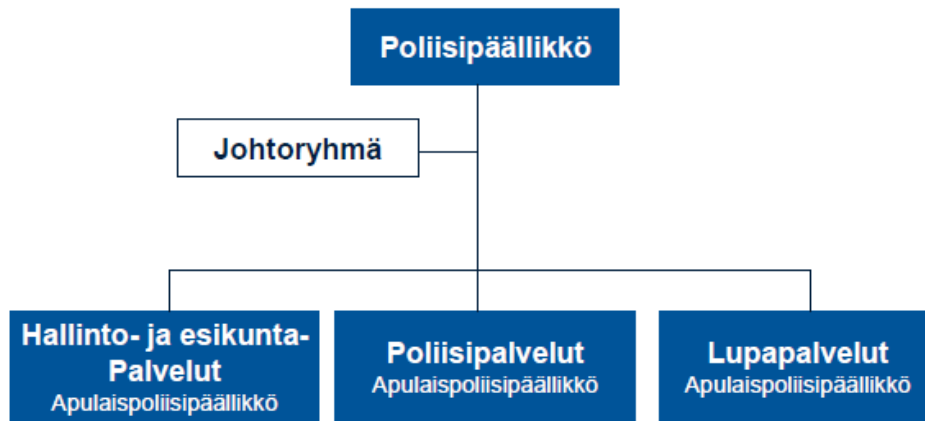 Poliisipäällikkö
Johtoryhmä
Hallinto- ja esikunta-
Palvelut
Apulaispoliisipäällikkö
Poliisipalvelut
Apulaispoliisipäällikkö
Lupapalvelut
Apulaispoliisipäällikkö